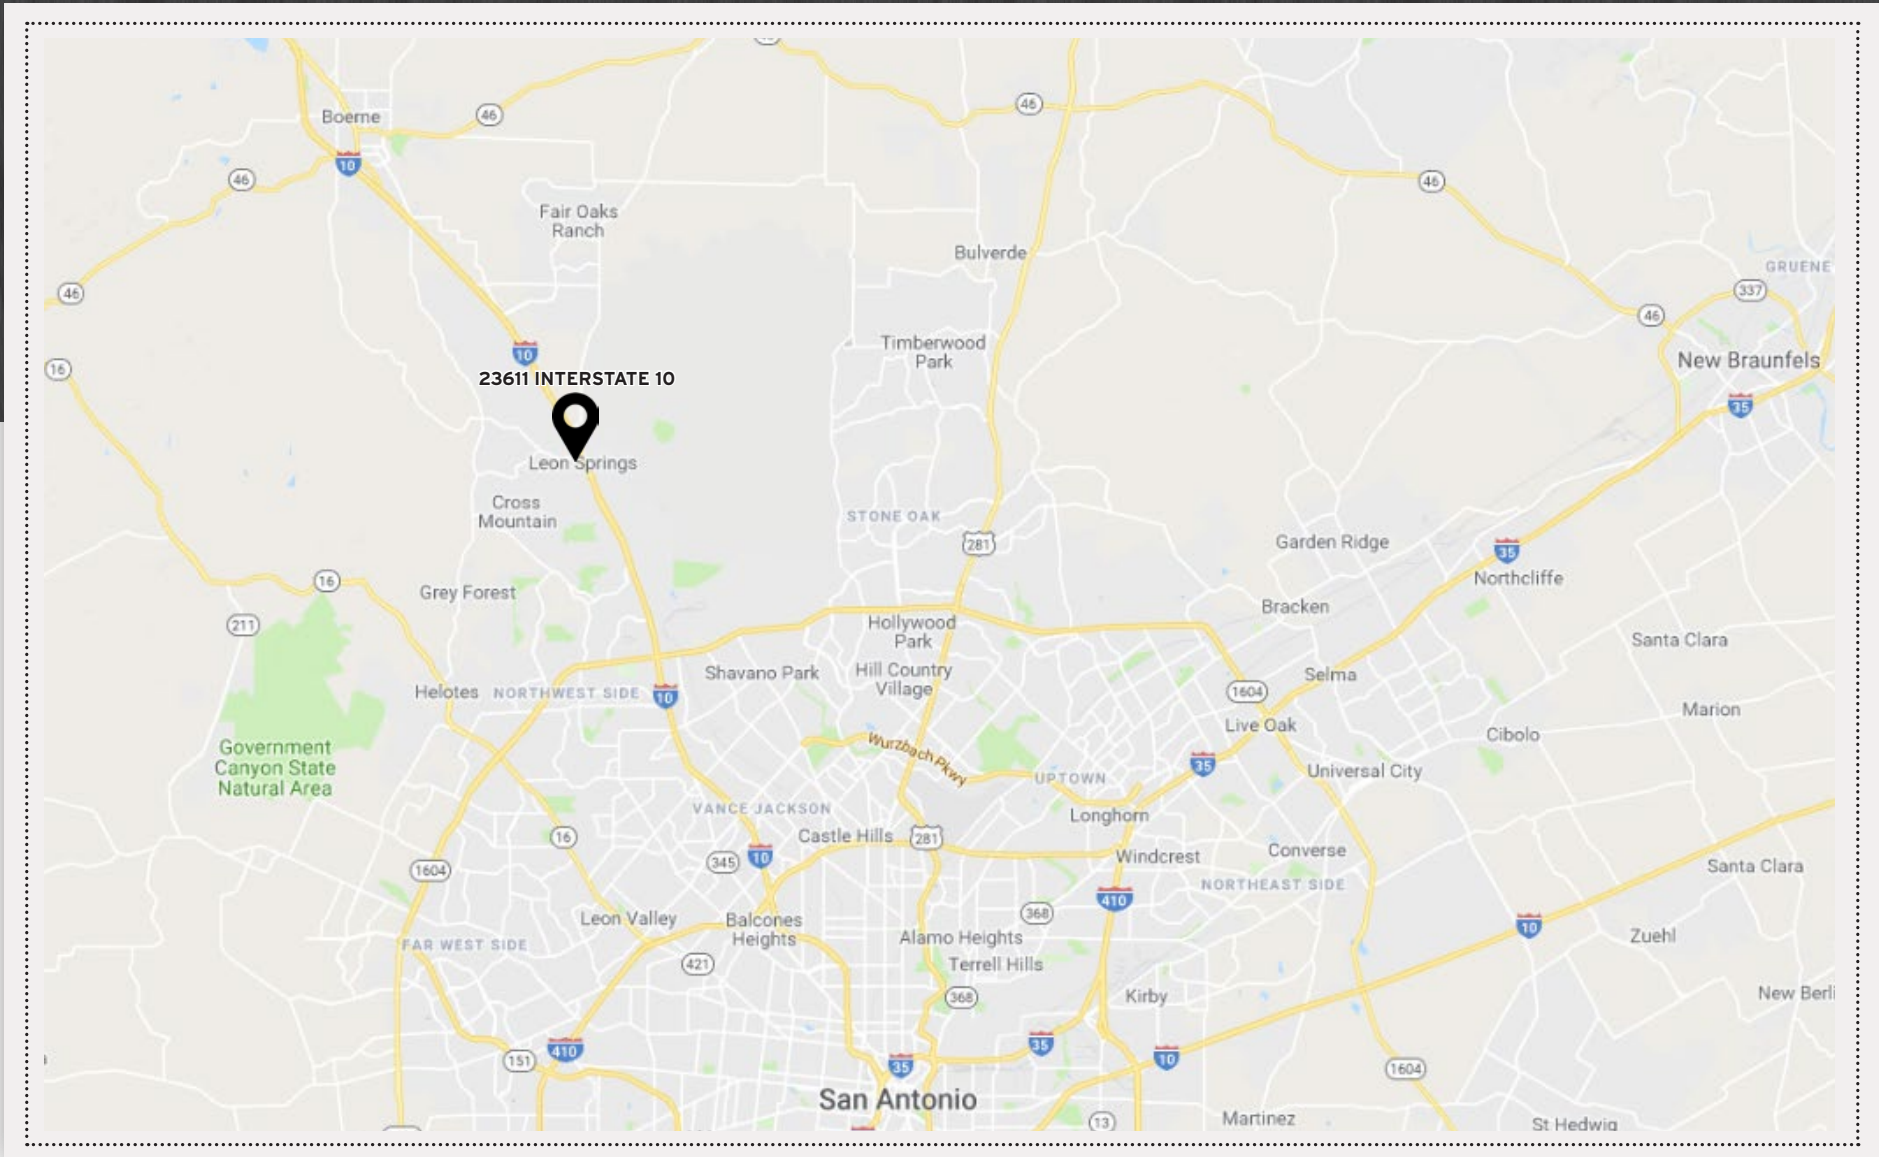 46
Boerne
46
46
10
46
46
Fair Oaks
Ranch
Bulverde
GRUENE
337
46
46
16
10
Timberwood
Park
New Braunfels
23611 INTERSTATE 10
35
Leon Springs
Cross
Mountain
STONE OAK
281
Garden Ridge
35
Northcliffe
16
Grey Forest
Bracken
211
Hollywood
Park
Santa Clara
Shavano Park
Hill Country
Village
Selma
Helotes
NORTHWEST SIDE
10
1604
Marion
Live Oak
Cibolo
Government
Canyon State
Natural Area
Wurzbach Pkwy
35
UPTOWN
Universal City
VANCE JACKSON
Longhorn
16
Castle Hills
281
345
10
Windcrest
Converse
1604
Santa Clara
NORTHEAST SIDE
410
368
Leon Valley
Balcones
Heights
10
Alamo Heights
Zuehl
FAR WEST SIDE
421
Terrell Hills
368
Kirby
New Berli
35
410
151
35
10
1604
San Antonio
13
Martinez
St Hedwig